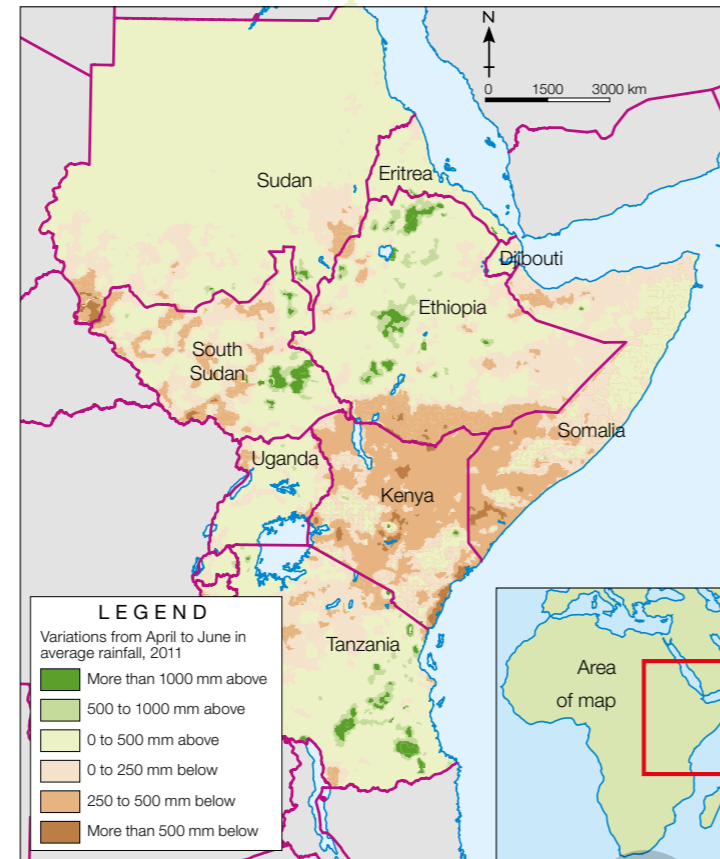 N
0 1500 3000 km
Sudan
Eritrea
Djibouti
Ethiopia
South
Sudan
Somalia
Uganda
Kenya
Tanzania
LEGEND
Variations from April to June in
average rainfall, 2011
More than 1000 mm above
500 to 1000 mm above
0 to 500 mm above
0 to 250 mm below
250 to 500 mm below
More than 500 mm below
Area
of map